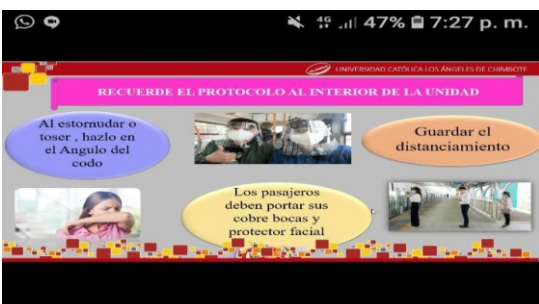 4G 47% 7:27 p. m.
UNIVERSIDAD CATÓLICA LOS ÁNGELES DE CHIMBOTE
RECUERDE EL PROTOCOLO AL INTERIOR DE LA UNIDAD
Al estornudar o
toser , hazlo en
el Angulo del
codo
Guardar el
distanciamiento
Los pasajeros
deben portar sus
cobre bocas y
protector facial